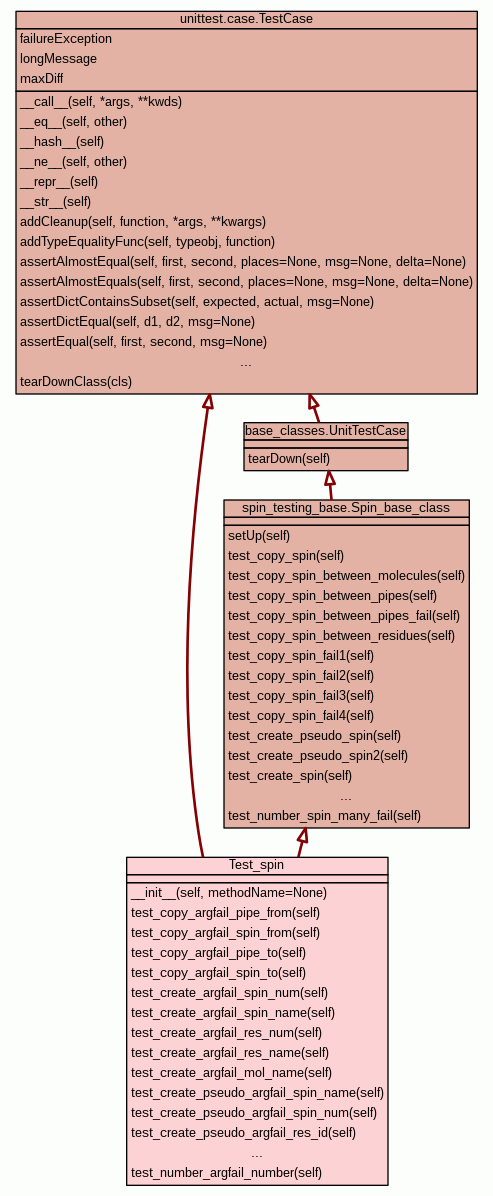 unittest.case.TestCase
failureException
longMessage
maxDiff
__call__(self, *args, **kwds)
__eq__(self, other)
__hash__(self)
__ne__(self, other)
__repr__(self)
__str__(self)
addCleanup(self, function, *args, **kwargs)
addTypeEqualityFunc(self, typeobj, function)
assertAlmostEqual(self, first, second, places=None, msg=None, delta=None)
assertAlmostEquals(self, first, second, places=None, msg=None, delta=None)
assertDictContainsSubset(self, expected, actual, msg=None)
assertDictEqual(self, d1, d2, msg=None)
assertEqual(self, first, second, msg=None)
...
tearDownClass(cls)
base_classes.UnitTestCase
tearDown(self)
spin_testing_base.Spin_base_class
setUp(self)
test_copy_spin(self)
test_copy_spin_between_molecules(self)
test_copy_spin_between_pipes(self)
test_copy_spin_between_pipes_fail(self)
test_copy_spin_between_residues(self)
test_copy_spin_fail1(self)
test_copy_spin_fail2(self)
test_copy_spin_fail3(self)
test_copy_spin_fail4(self)
test_create_pseudo_spin(self)
test_create_pseudo_spin2(self)
test_create_spin(self)
...
test_number_spin_many_fail(self)
Test_spin
__init__(self, methodName=None)
test_copy_argfail_pipe_from(self)
test_copy_argfail_spin_from(self)
test_copy_argfail_pipe_to(self)
test_copy_argfail_spin_to(self)
test_create_argfail_spin_num(self)
test_create_argfail_spin_name(self)
test_create_argfail_res_num(self)
test_create_argfail_res_name(self)
test_create_argfail_mol_name(self)
test_create_pseudo_argfail_spin_name(self)
test_create_pseudo_argfail_spin_num(self)
test_create_pseudo_argfail_res_id(self)
...
test_number_argfail_number(self)